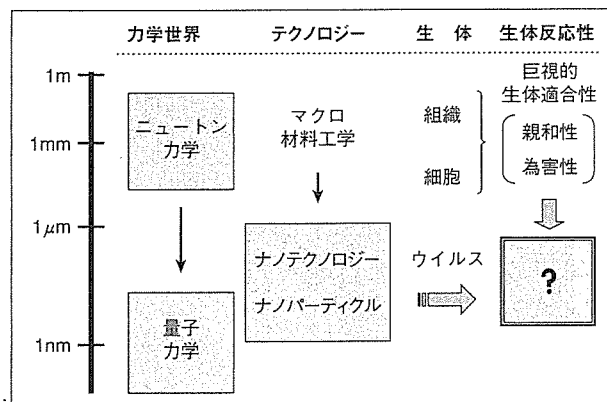 力学世界 テクノロジー 生 体 生体反応性
1m
1mm
1μm
1nm
ニュートン
力学
量子
力学
マクロ
材料工学
ナノテクノロジー
ナノパーティクル
組織
細胞
ウイルス
巨視的
生体適合性
親和性
為害性
?